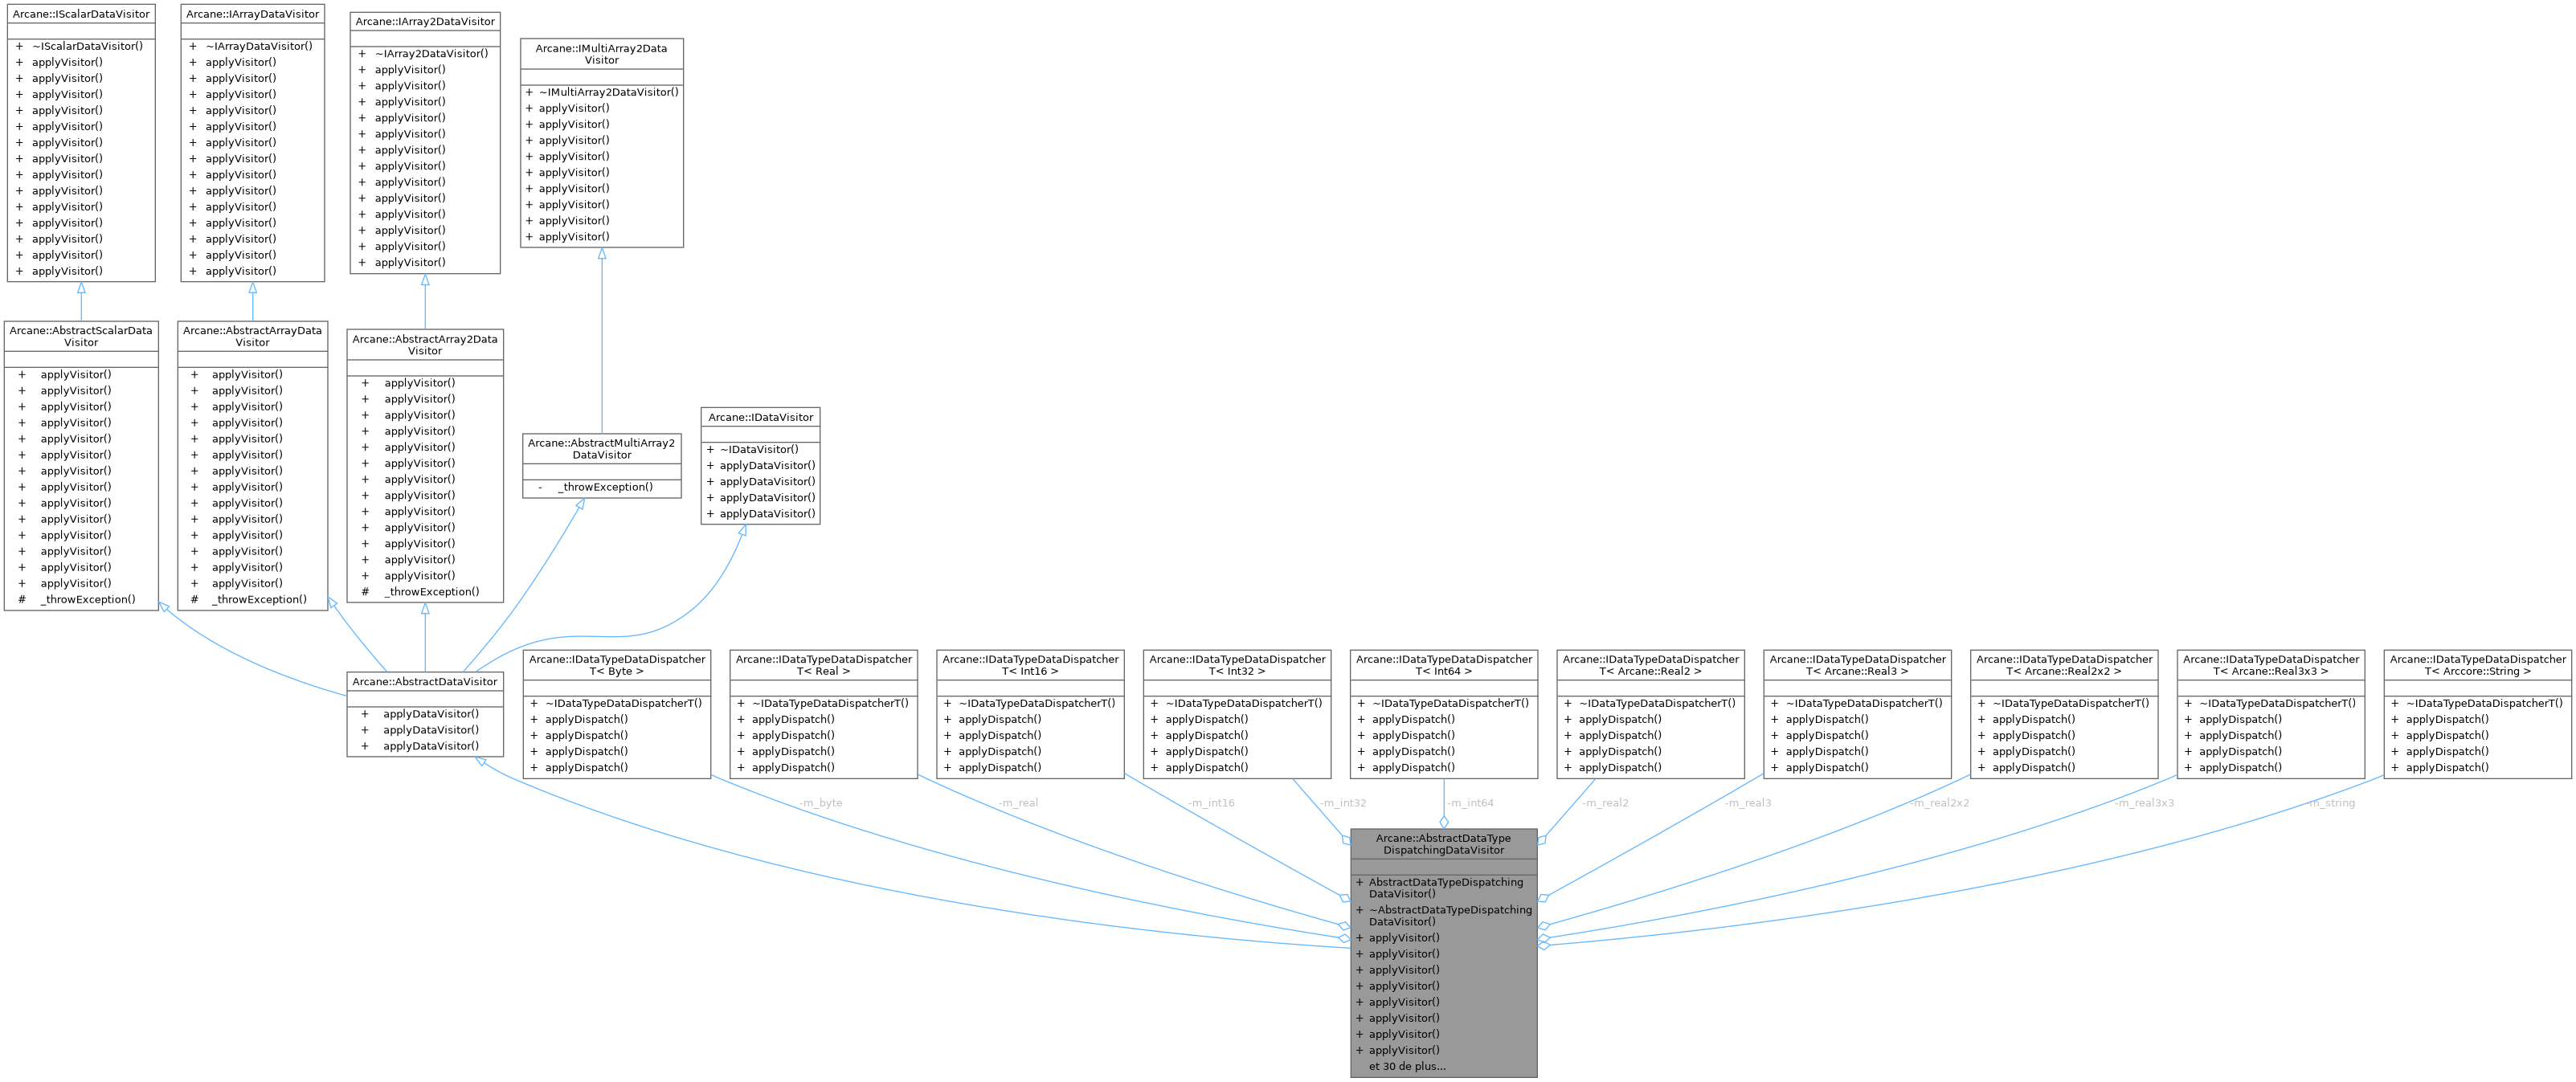 Arcane::IScalarDataVisitor
+ ~IScalarDataVisitor()
+ applyVisitor()
+ applyVisitor()
+ applyVisitor()
+ applyVisitor()
+ applyVisitor()
+ applyVisitor()
+ applyVisitor()
+ applyVisitor()
+ applyVisitor()
+ applyVisitor()
+ applyVisitor()
+ applyVisitor()
+ applyVisitor()
+ applyVisitor()
Arcane::IArrayDataVisitor
+ ~IArrayDataVisitor()
+ applyVisitor()
+ applyVisitor()
+ applyVisitor()
+ applyVisitor()
+ applyVisitor()
+ applyVisitor()
+ applyVisitor()
+ applyVisitor()
+ applyVisitor()
+ applyVisitor()
+ applyVisitor()
+ applyVisitor()
+ applyVisitor()
+ applyVisitor()
Arcane::IArray2DataVisitor
+ ~IArray2DataVisitor()
+ applyVisitor()
+ applyVisitor()
+ applyVisitor()
+ applyVisitor()
+ applyVisitor()
+ applyVisitor()
+ applyVisitor()
+ applyVisitor()
+ applyVisitor()
+ applyVisitor()
+ applyVisitor()
+ applyVisitor()
+ applyVisitor()
Arcane::IMultiArray2Data
Visitor
+ ~IMultiArray2DataVisitor()
+ applyVisitor()
+ applyVisitor()
+ applyVisitor()
+ applyVisitor()
+ applyVisitor()
+ applyVisitor()
+ applyVisitor()
+ applyVisitor()
+ applyVisitor()
Arcane::AbstractScalarData
Visitor
+ applyVisitor()
+ applyVisitor()
+ applyVisitor()
+ applyVisitor()
+ applyVisitor()
+ applyVisitor()
+ applyVisitor()
+ applyVisitor()
+ applyVisitor()
+ applyVisitor()
+ applyVisitor()
+ applyVisitor()
+ applyVisitor()
+ applyVisitor()
# _throwException()
Arcane::AbstractArrayData
Visitor
+ applyVisitor()
+ applyVisitor()
+ applyVisitor()
+ applyVisitor()
+ applyVisitor()
+ applyVisitor()
+ applyVisitor()
+ applyVisitor()
+ applyVisitor()
+ applyVisitor()
+ applyVisitor()
+ applyVisitor()
+ applyVisitor()
+ applyVisitor()
# _throwException()
Arcane::AbstractArray2Data
Visitor
+ applyVisitor()
+ applyVisitor()
+ applyVisitor()
+ applyVisitor()
+ applyVisitor()
+ applyVisitor()
+ applyVisitor()
+ applyVisitor()
+ applyVisitor()
+ applyVisitor()
+ applyVisitor()
+ applyVisitor()
+ applyVisitor()
# _throwException()
Arcane::AbstractMultiArray2
DataVisitor
- _throwException()
Arcane::IDataVisitor
+ ~IDataVisitor()
+ applyDataVisitor()
+ applyDataVisitor()
+ applyDataVisitor()
+ applyDataVisitor()
Arcane::AbstractDataVisitor
+ applyDataVisitor()
+ applyDataVisitor()
+ applyDataVisitor()
Arcane::IDataTypeDataDispatcher
T< Byte >
+ ~IDataTypeDataDispatcherT()
+ applyDispatch()
+ applyDispatch()
+ applyDispatch()
+ applyDispatch()
Arcane::IDataTypeDataDispatcher
T< Real >
+ ~IDataTypeDataDispatcherT()
+ applyDispatch()
+ applyDispatch()
+ applyDispatch()
+ applyDispatch()
Arcane::IDataTypeDataDispatcher
T< Int16 >
+ ~IDataTypeDataDispatcherT()
+ applyDispatch()
+ applyDispatch()
+ applyDispatch()
+ applyDispatch()
Arcane::IDataTypeDataDispatcher
T< Int32 >
+ ~IDataTypeDataDispatcherT()
+ applyDispatch()
+ applyDispatch()
+ applyDispatch()
+ applyDispatch()
Arcane::IDataTypeDataDispatcher
T< Int64 >
+ ~IDataTypeDataDispatcherT()
+ applyDispatch()
+ applyDispatch()
+ applyDispatch()
+ applyDispatch()
Arcane::IDataTypeDataDispatcher
T< Arcane::Real2 >
+ ~IDataTypeDataDispatcherT()
+ applyDispatch()
+ applyDispatch()
+ applyDispatch()
+ applyDispatch()
Arcane::IDataTypeDataDispatcher
T< Arcane::Real3 >
+ ~IDataTypeDataDispatcherT()
+ applyDispatch()
+ applyDispatch()
+ applyDispatch()
+ applyDispatch()
Arcane::IDataTypeDataDispatcher
T< Arcane::Real2x2 >
+ ~IDataTypeDataDispatcherT()
+ applyDispatch()
+ applyDispatch()
+ applyDispatch()
+ applyDispatch()
Arcane::IDataTypeDataDispatcher
T< Arcane::Real3x3 >
+ ~IDataTypeDataDispatcherT()
+ applyDispatch()
+ applyDispatch()
+ applyDispatch()
+ applyDispatch()
Arcane::IDataTypeDataDispatcher
T< Arccore::String >
+ ~IDataTypeDataDispatcherT()
+ applyDispatch()
+ applyDispatch()
+ applyDispatch()
+ applyDispatch()
-m_byte
-m_real
-m_int16
-m_int32
-m_int64
-m_real2
-m_real3
-m_real2x2
-m_real3x3
-m_string
Arcane::AbstractDataType
DispatchingDataVisitor
+ AbstractDataTypeDispatching
DataVisitor()
+ ~AbstractDataTypeDispatching
DataVisitor()
+ applyVisitor()
+ applyVisitor()
+ applyVisitor()
+ applyVisitor()
+ applyVisitor()
+ applyVisitor()
+ applyVisitor()
+ applyVisitor()
et 30 de plus...